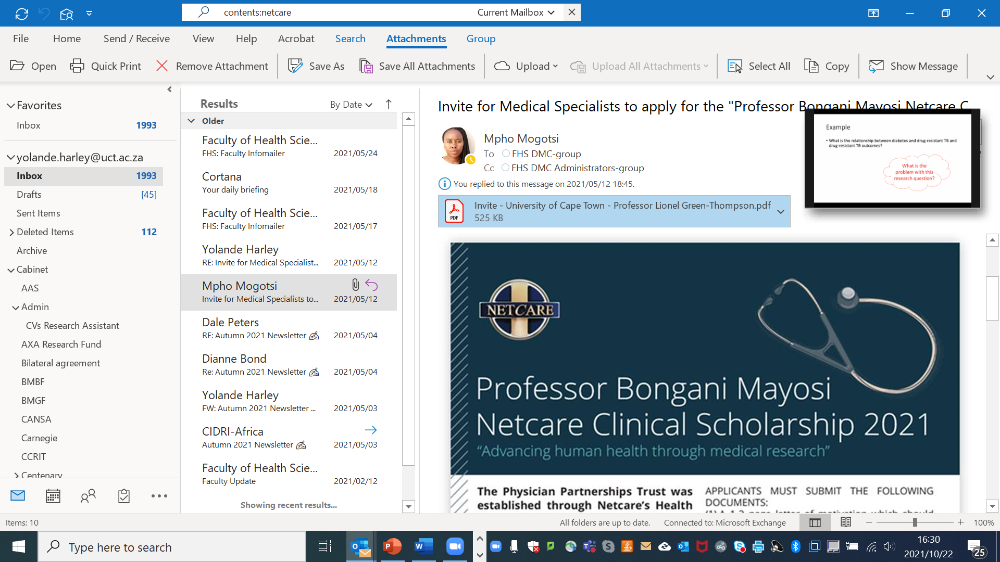 contents:netcare
Current Mailbox
File Home Send / Receive View Help Acrobat Search Attachments Group
Open Quick Print Remove Attachment Save As Save All Attachments Upload Upload All Attachments Select All Copy Show Message
Favorites
Inbox 1993
yolande.harley@uct.ac.za
Inbox 1993
Drafts [45]
Sent Items
Deleted Items 112
Archive
Cabinet
AAS
Admin
CVs Research Assistant
AXA Research Fund
Bilateral agreement
BMBF
BMGF
CANSA
Carnegie
CCRIT
Centenary
Results By Date
Older
Faculty of Health Scie...
FHS: Faculty Infomailer 2021/05/24
Cortana
Your daily briefing 2021/05/18
Faculty of Health Scie...
FHS: Faculty Infomailer 2021/05/17
Yolande Harley
RE: Invite for Medical Specialist... 2021/05/12
Mpho Mogotsi
Invite for Medical Specialists to... 2021/05/12
Dale Peters
RE: Autumn 2021 Newsletter 2021/05/04
Dianne Bond
Re: Autumn 2021 Newsletter 2021/05/04
Yolande Harley
FW: Autumn 2021 Newsletter ... 2021/05/03
CIDRI-Africa
Autumn 2021 Newsletter 2021/05/03
Faculty of Health Scie...
Faculty Update 2021/02/12
Showing recent results...
Invite for Medical Specialists to apply for the "Professor Bongani Mayosi Netcare C
Mpho Mogotsi
To FHS DMC-group
Cc FHS DMC Administrators-group
You replied to this message on 2021/05/12 18:45.
PDF
Invite - University of Cape Town - Professor Lionel Green-Thompson.pdf
525 KB
Example
• What is the relationship between diabetes and drug-resistant TB and
drug-resistant TB outcomes?
What is the
problem with this
research question?
NETCARE
Professor Bongani Mayosi
Netcare Clinical Scholarship 2021
“Advancing human health through medical research”
The Physician Partnerships Trust was
established through Netcare’s Health
APPLICANTS MUST SUBMIT THE FOLLOWING
DOCUMENTS:
(1) A 1-2 page letter of motivation which should
Items: 10
All folders are up to date. Connected to: Microsoft Exchange 100%
Type here to search
16:30
2021/10/22
25